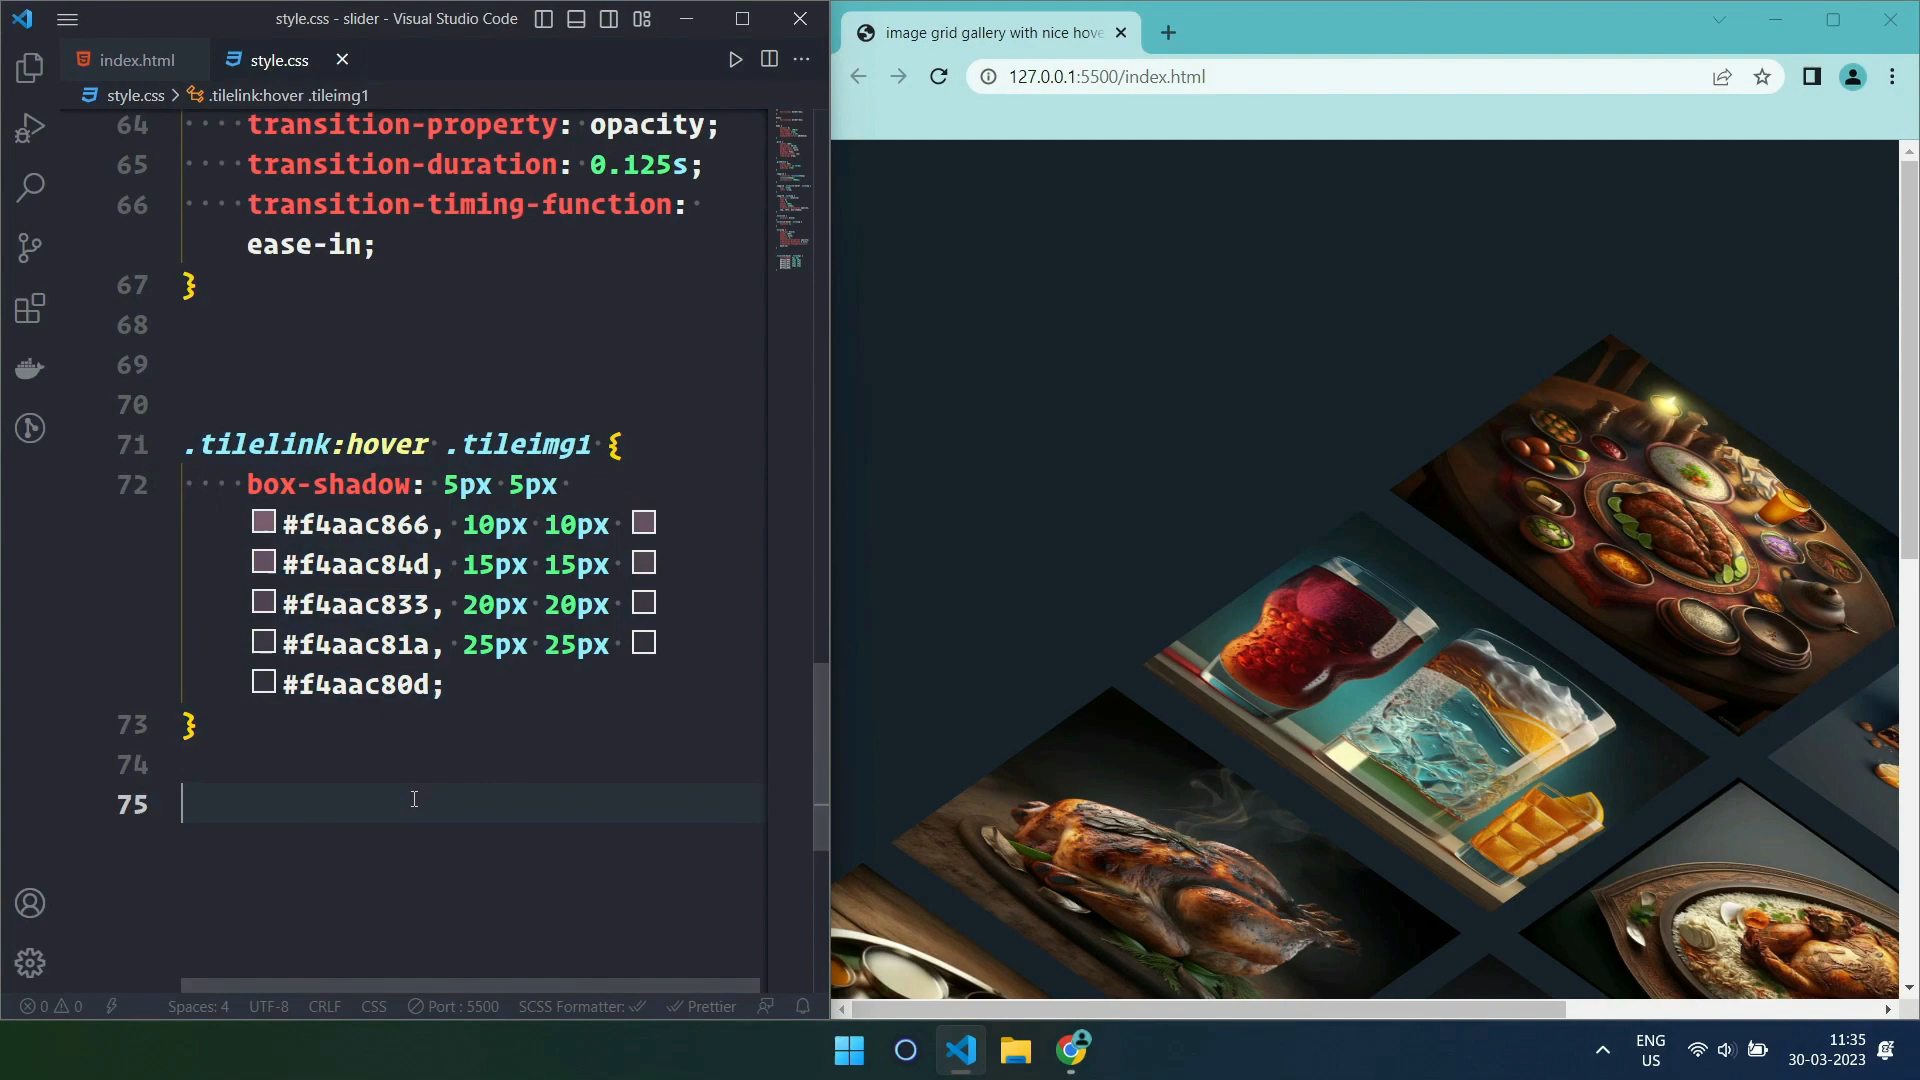 style.css - slider - Visual Studio Code
index.html
style.css
style.css > .tilelink:hover .tileimg1
64 transition-property: opacity;
65 transition-duration: 0.125s;
66 transition-timing-function:
ease-in;
67 }
68
69
70
71 .tilelink:hover .tileimg1 {
72 box-shadow: 5px 5px
#f4aac866, 10px 10px
#f4aac84d, 15px 15px
#f4aac833, 20px 20px
#f4aac81a, 25px 25px
#f4aac80d;
73 }
74
75
0 0
Spaces: 4
UTF-8
CRLF
CSS
Port : 5500
SCSS Formatter:
Prettier
image grid gallery with nice hove
127.0.0.1:5500/index.html
ENG
US
11:35
30-03-2023